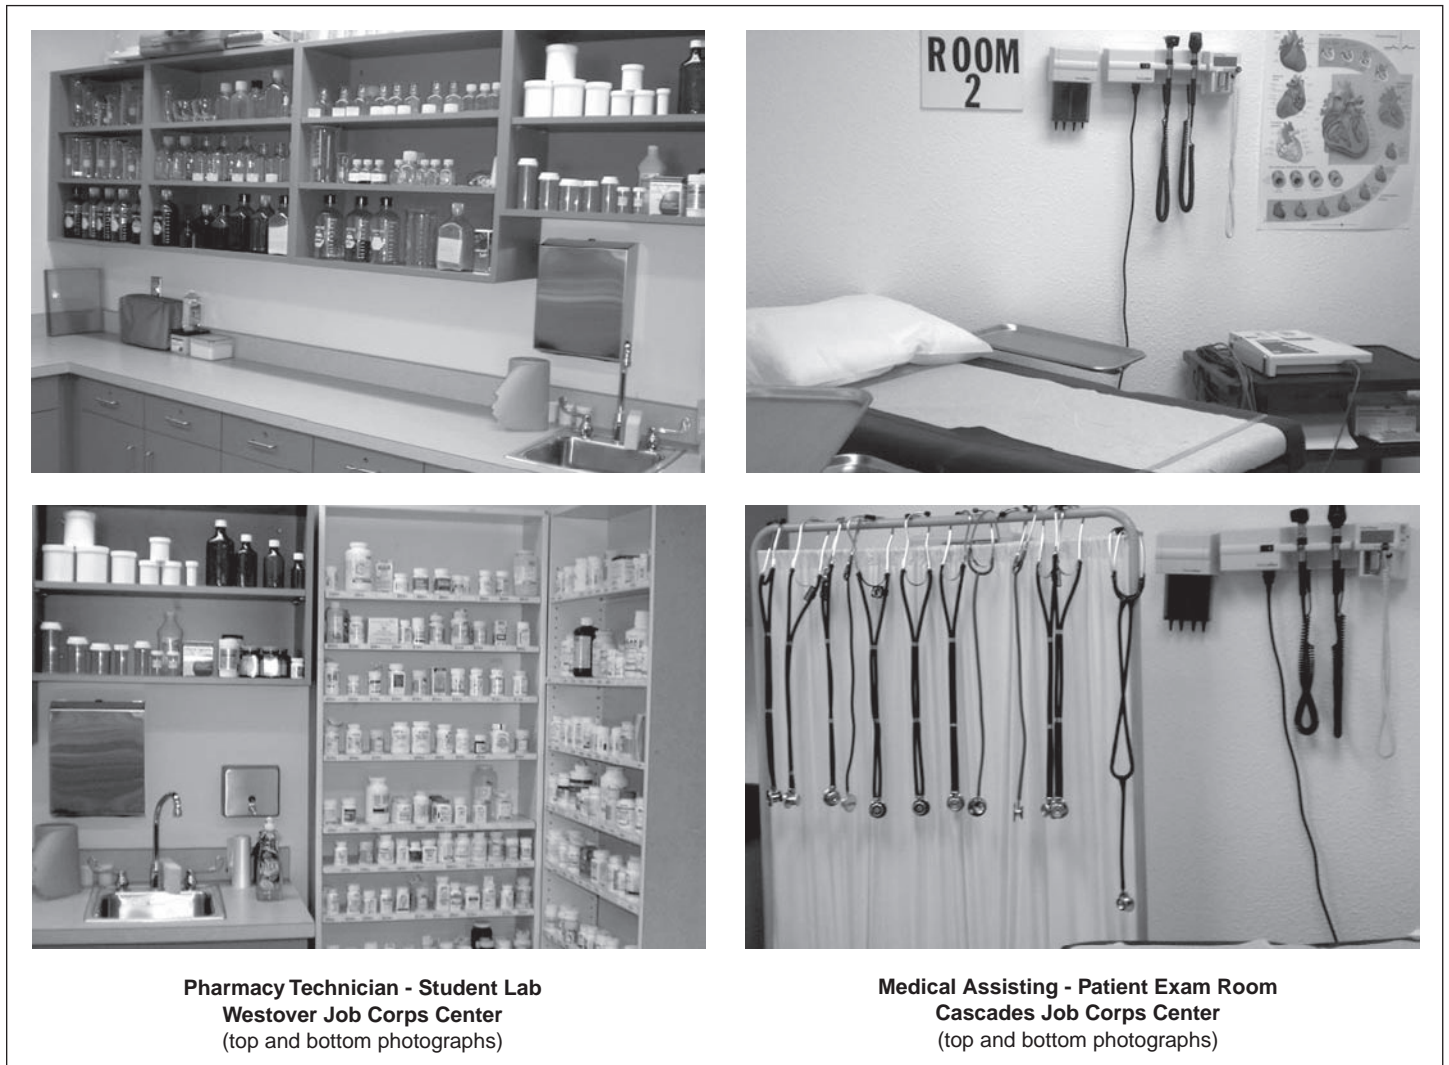 ROOM
2
Pharmacy Technician - Student Lab
Westover Job Corps Center
(top and bottom photographs)
Medical Assisting - Patient Exam Room
Cascades Job Corps Center
(top and bottom photographs)